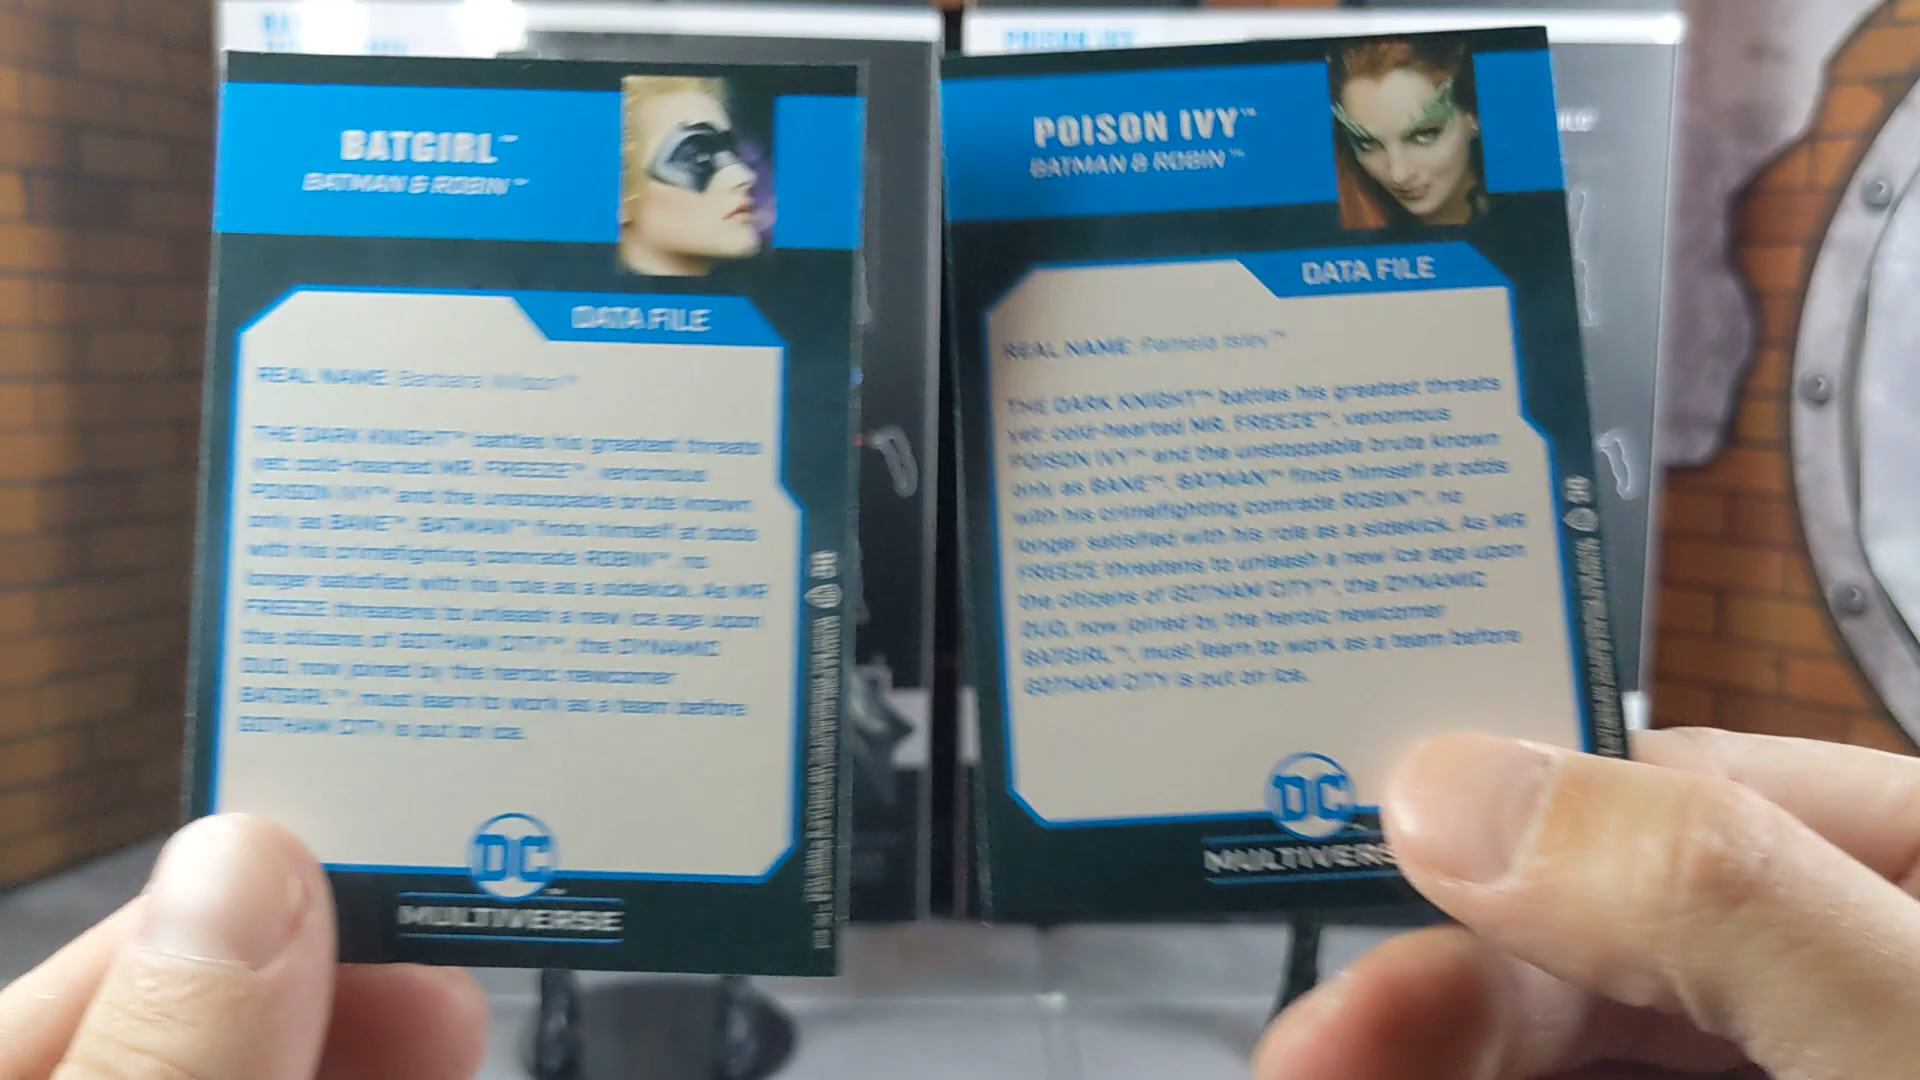 BATGIRL™
BATMAN & ROBIN™
DATA FILE
REAL NAME Barbara Wilson™
THE DARK KNIGHT™ battles his greatest threats
yet: cold-hearted MR. FREEZE™, venomous
POISON IVY™ and the unstoppable brute known
only as BANE™. BATMAN™ finds himself at odds
with his crimefighting comrade ROBIN™, no
longer satisfied with his role as a sidekick. As MR
FREEZE threatens to unleash a new ice age upon
the citizens of GOTHAM CITY™, the DYNAMIC
DUO, now joined by the heroic newcomer
BATGIRL™, must learn to work as a team before
GOTHAM CITY is put on ice.
DC
MULTIVERSE
POISON IVY™
BATMAN & ROBIN™
DATA FILE
REAL NAME Pamela Isley™
THE DARK KNIGHT™ battles his greatest threats
yet: cold-hearted MR. FREEZE™, venomous
POISON IVY™ and the unstoppable brute known
only as BANE™. BATMAN™ finds himself at odds
with his crimefighting comrade ROBIN™, no
longer satisfied with his role as a sidekick. As MR
FREEZE threatens to unleash a new ice age upon
the citizens of GOTHAM CITY™, the DYNAMIC
DUO, now joined by the heroic newcomer
BATGIRL™, must learn to work as a team before
GOTHAM CITY is put on ice.
DC
MULTIVERS
POISON IVY